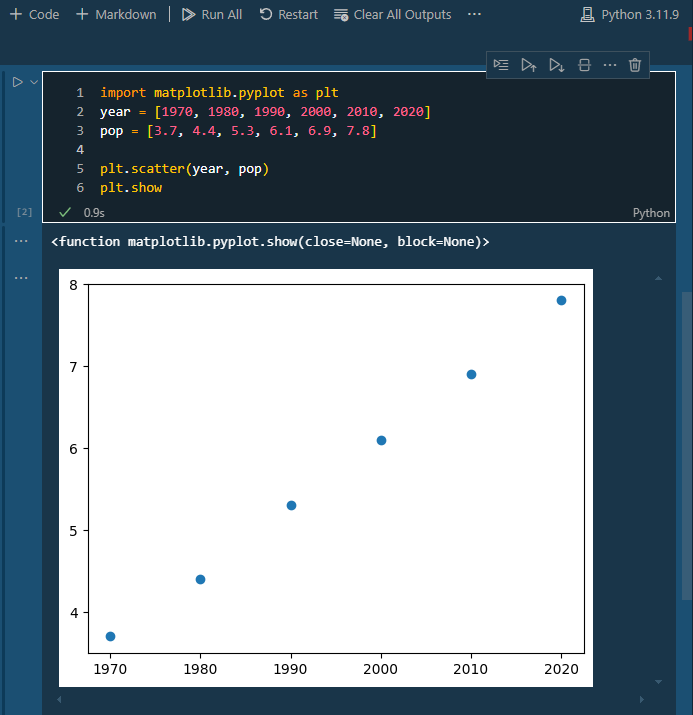 Code Markdown Run All Restart Clear All Outputs ... Python 3.11.9
1 import matplotlib.pyplot as plt
2 year = [1970, 1980, 1990, 2000, 2010, 2020]
3 pop = [3.7, 4.4, 5.3, 6.1, 6.9, 7.8]
4
5 plt.scatter(year, pop)
6 plt.show
[2] 0.9s Python
<function matplotlib.pyplot.show(close=None, block=None)>
8
7
6
5
4
1970 1980 1990 2000 2010 2020